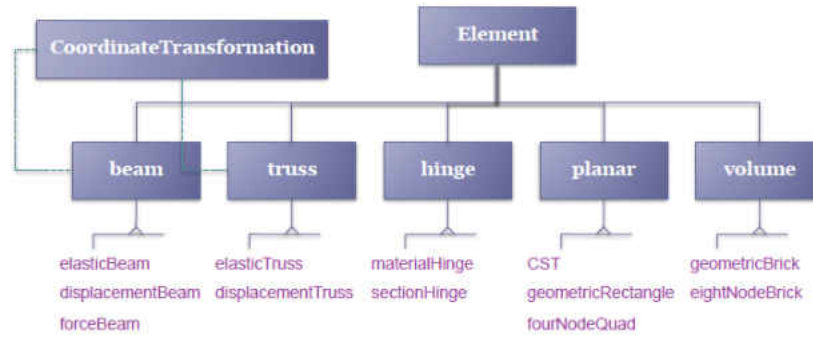 CoordinateTransformation
Element
beam
truss
hinge
planar
volume
elasticBeam
displacementBeam
forceBeam
elasticTruss
displacementTruss
materialHinge
sectionHinge
CST
geometricRectangle
fourNodeQuad
geometricBrick
eightNodeBrick